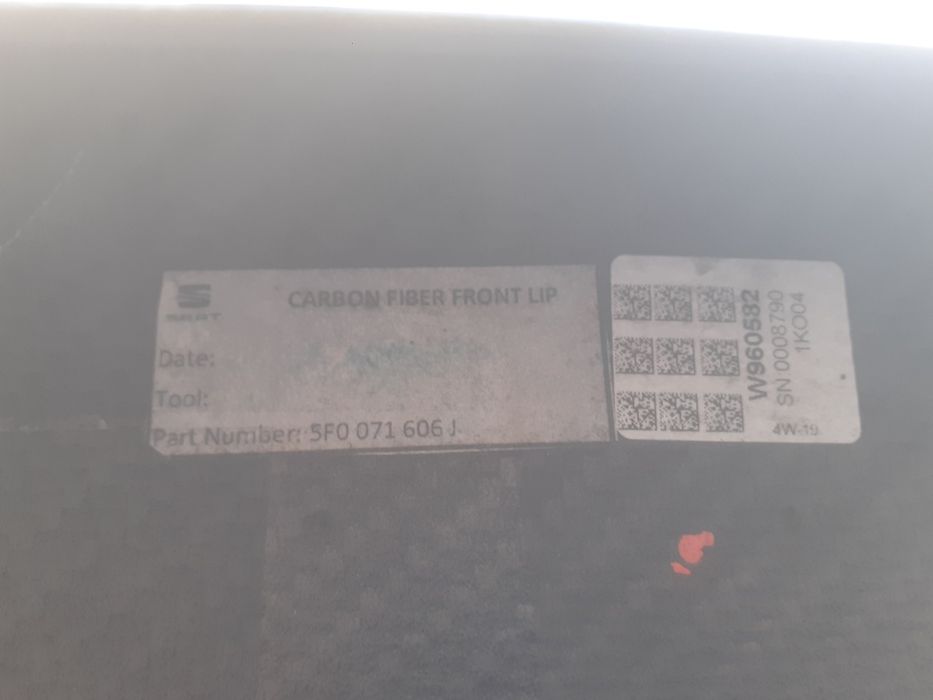 SEAT
CARBON FIBER FRONT LIP
Date:
Tool:
Part Number: 5F0 071 606 J
W960582
SN 0008790
1KO04
4W-19